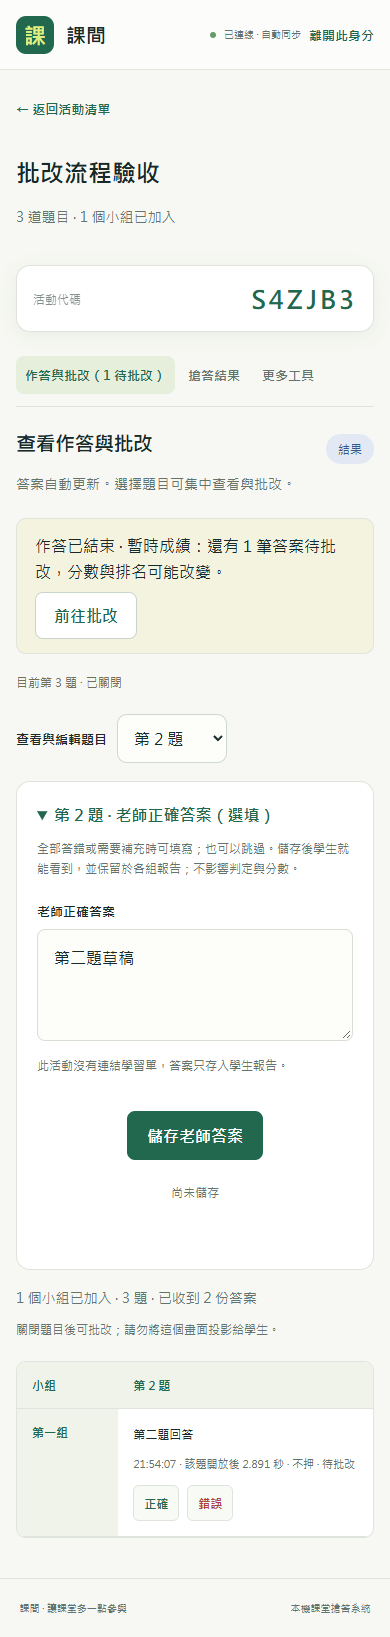 課 課間 已連線 · 自動同步 離開此身分
← 返回活動清單
批改流程驗收
3 道題目 · 1 個小組已加入
活動代碼 S4ZJB3
作答與批改（1 待批改） 搶答結果 更多工具
查看作答與批改 結果
答案自動更新。選擇題目可集中查看與批改。
作答已結束 · 暫時成績：還有 1 筆答案待批
改，分數與排名可能改變。
前往批改
目前第 3 題 · 已關閉
查看與編輯題目 第 2 題
▼ 第 2 題 · 老師正確答案（選填）
全部答錯或需要補充時可填寫；也可以跳過。儲存後學生就
能看到，並保留於各組報告；不影響判定與分數。
老師正確答案
第二題草稿
此活動沒有連結學習單，答案只存入學生報告。
儲存老師答案
尚未儲存
1 個小組已加入 · 3 題 · 已收到 2 份答案
關閉題目後可批改；請勿將這個畫面投影給學生。
小組 第 2 題
第一組 第二題回答
21:54:07 · 該題開放後 2.891 秒 · 不押 · 待批改
正確 錯誤
課間 · 讓課堂多一點參與 本機課堂搶答系統